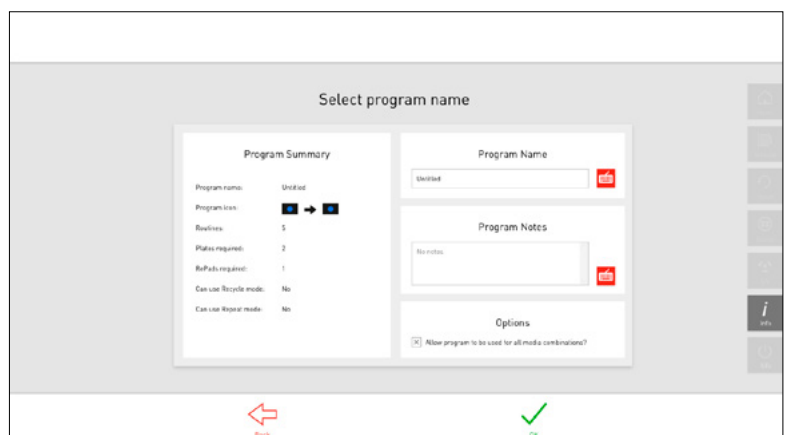 Select program name
Program Summary
Program name: Untitled
Program icon:
Routines: 5
Plates required: 2
RePads required: 1
Can use Recycle mode: No
Can use Repeat mode: No
Program Name
Untitled
Program Notes
No notes
Options
Allow program to be used for all media combinations?
i
Info
Back
OK